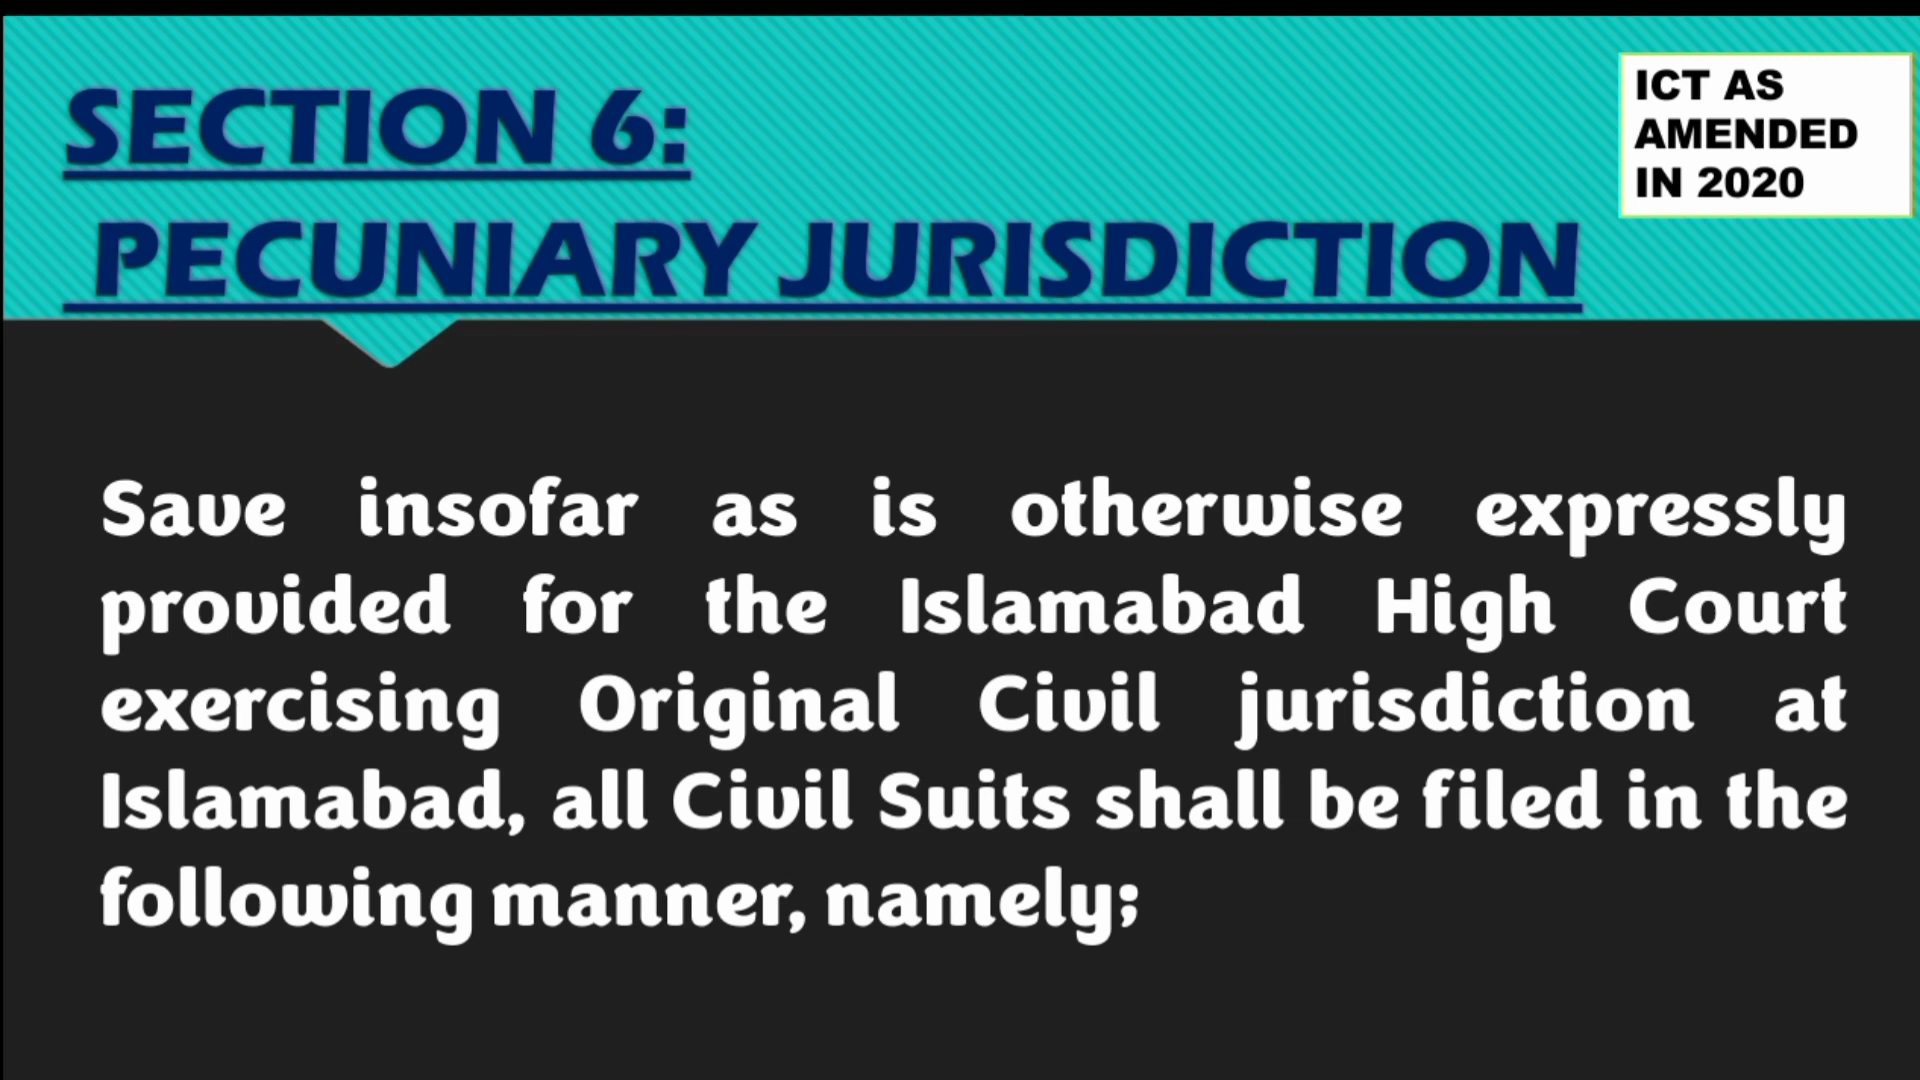 SECTION 6:
PECUNIARY JURISDICTION
ICT AS
AMENDED
IN 2020
Save insofar as is otherwise expressly
provided for the Islamabad High Court
exercising Original Civil jurisdiction at
Islamabad, all Civil Suits shall be filed in the
following manner, namely;